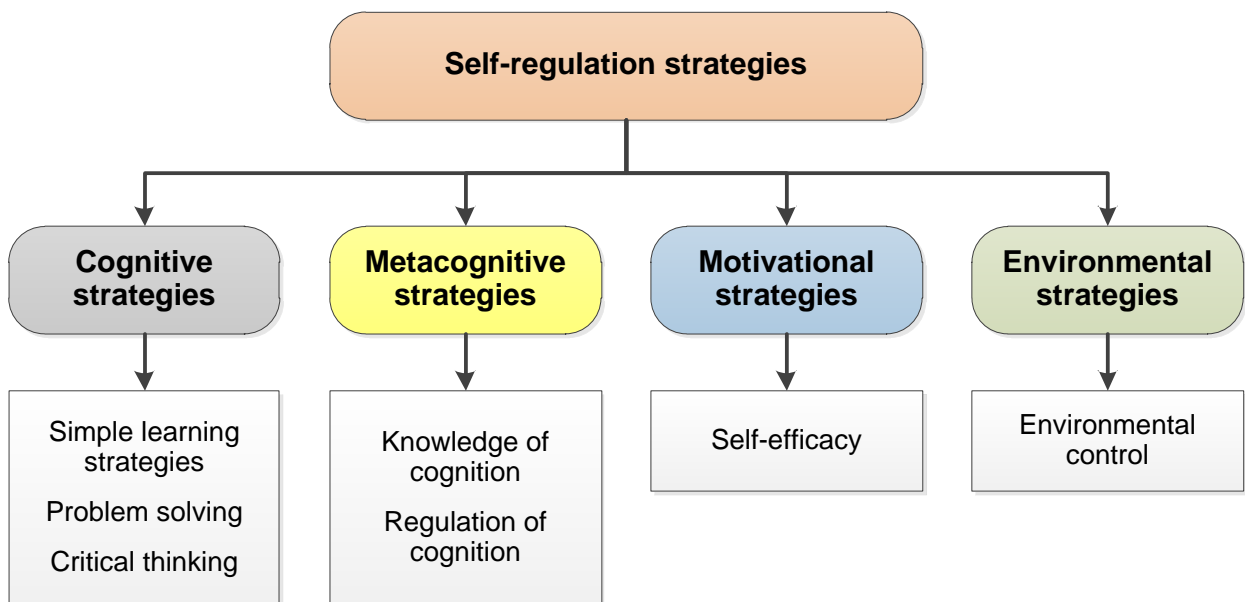 Self-regulation strategies
Cognitive
strategies
Metacognitive
strategies
Motivational
strategies
Environmental
strategies
Simple learning
strategies
Problem solving
Critical thinking
Knowledge of
cognition
Regulation of
cognition
Self-efficacy
Environmental
control